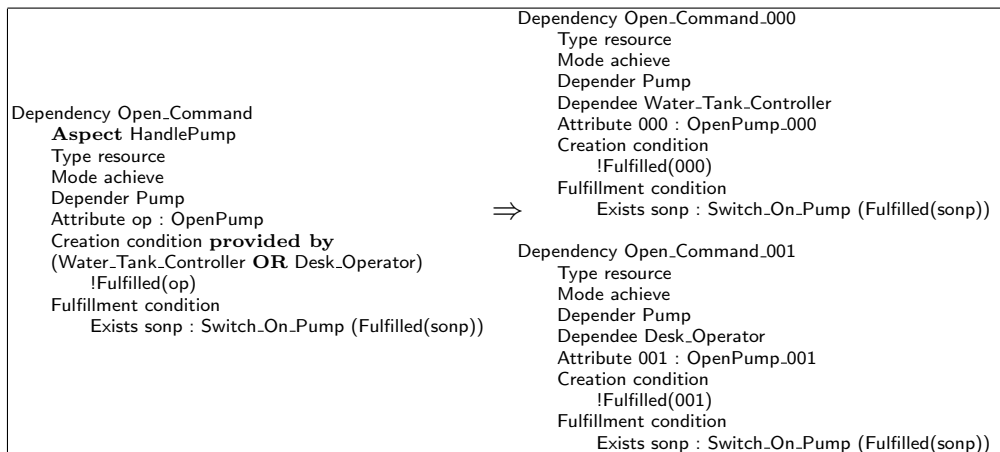 Dependency Open_Command
Aspect HandlePump
Type resource
Mode achieve
Depender Pump
Attribute op : OpenPump
Creation condition provided by
(Water_Tank_Controller OR Desk_Operator)
!Fulfilled(op)
Fulfillment condition
Exists sonp : Switch_On_Pump (Fulfilled(sonp))
⇒
Dependency Open_Command_000
Type resource
Mode achieve
Depender Pump
Dependee Water_Tank_Controller
Attribute 000 : OpenPump_000
Creation condition
!Fulfilled(000)
Fulfillment condition
Exists sonp : Switch_On_Pump (Fulfilled(sonp))
Dependency Open_Command_001
Type resource
Mode achieve
Depender Pump
Dependee Desk_Operator
Attribute 001 : OpenPump_001
Creation condition
!Fulfilled(001)
Fulfillment condition
Exists sonp : Switch_On_Pump (Fulfilled(sonp))